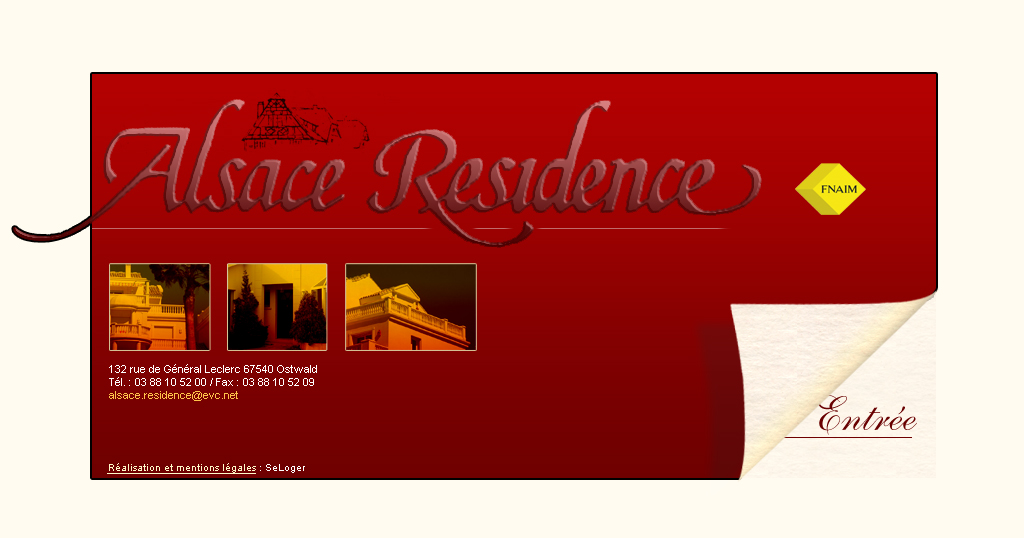 Alsace Residence
FNAIM
132 rue de Général Leclerc 67540 Ostwald
Tél. : 03 88 10 52 00 / Fax : 03 88 10 52 09
alsace.residence@evc.net
Entrée
Réalisation et mentions légales : SeLoger